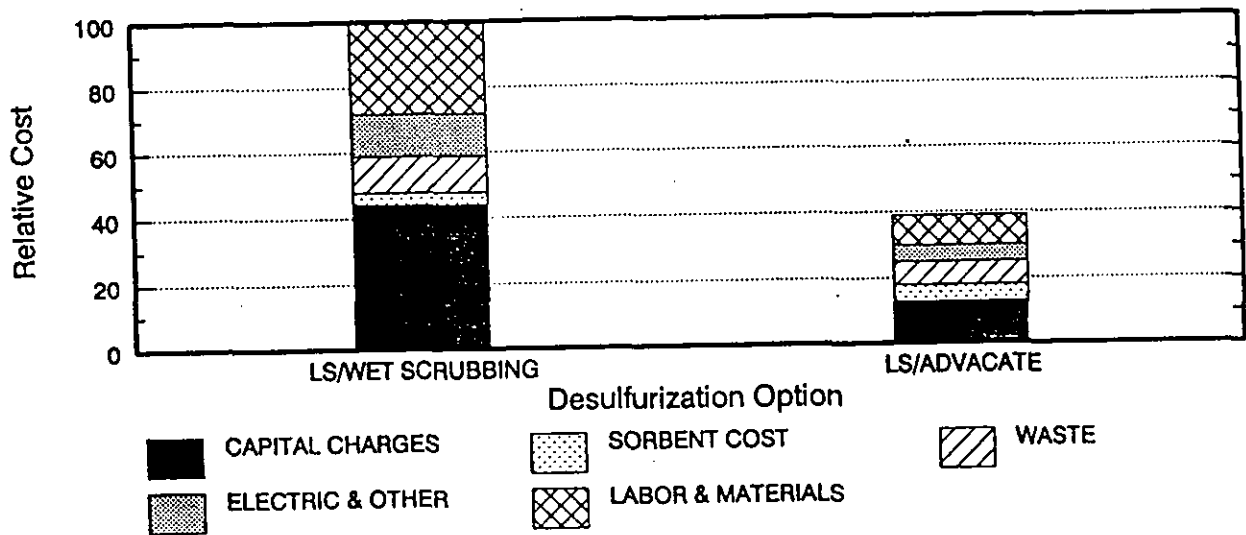 100
80
60
40
20
0
Relative Cost
LS/WET SCRUBBING
LS/ADVACATE
Desulfurization Option
CAPITAL CHARGES
SORBENT COST
WASTE
ELECTRIC & OTHER
LABOR & MATERIALS